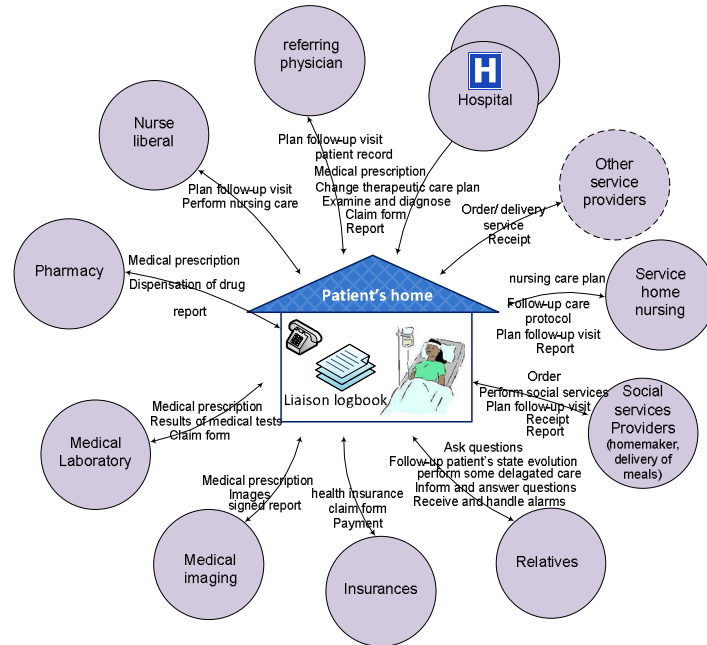 referring
physician
H
Hospital
Nurse
liberal
Plan follow-up visit
patient record
Medical prescription
Change therapeutic care plan
Examine and diagnose
Claim form
Report
Plan follow-up visit
Perform nursing care
Other
service
providers
Order/ delivery
service
Receipt
Pharmacy
Medical prescription
Dispensation of drug
report
Patient's home
Liaison logbook
nursing care plan
Follow-up care
protocol
Plan follow-up visit
Report
Service
home
nursing
Order
Perform social services
Plan follow-up visit
Receipt
Report
Social
services
Providers
(homemaker,
delivery of
meals)
Medical
Laboratory
Medical prescription
Results of medical tests
Claim form
Medical prescription
Images
signed report
Medical
imaging
health insurance
claim form
Payment
Insurances
Ask questions
Follow-up patient's state evolution
perform some delagated care
Inform and answer questions
Receive and handle alarms
Relatives